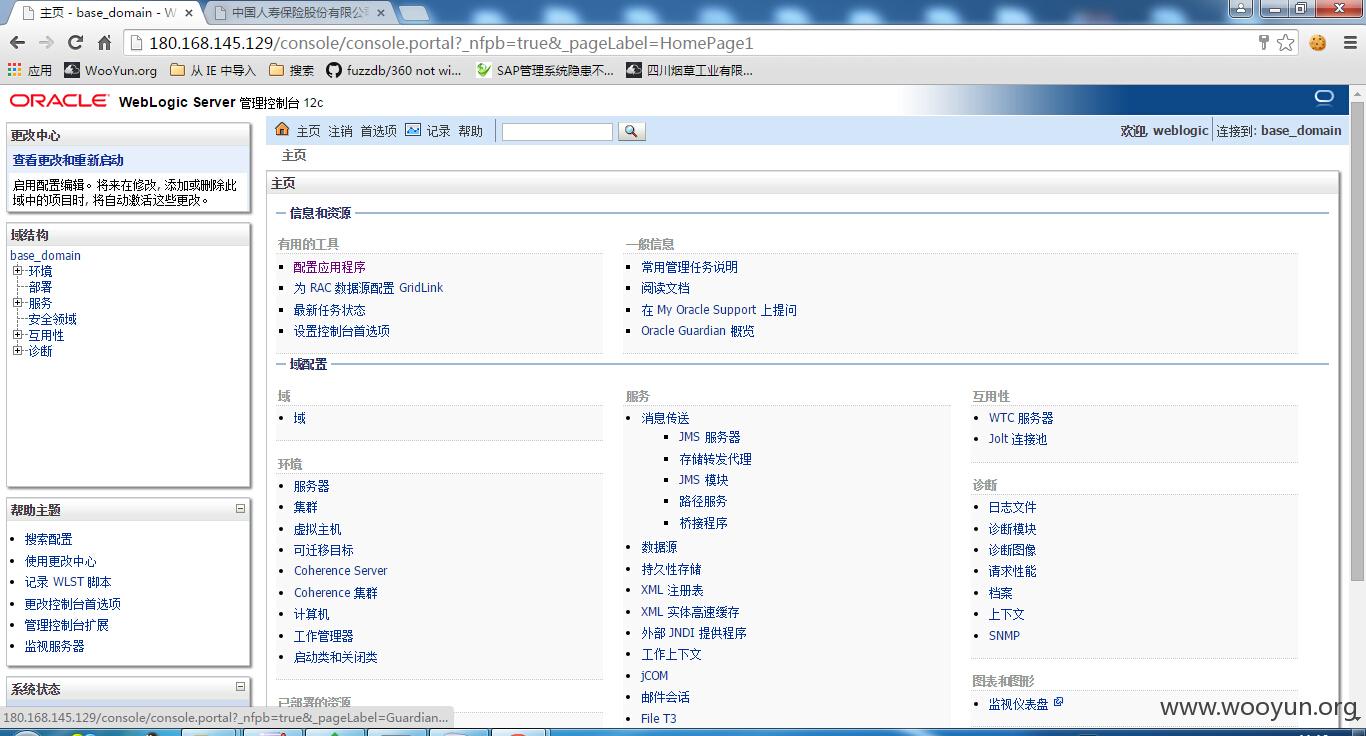 主页 - base_domain - W
中国人寿保险股份有限公司
180.168.145.129/console/console.portal?_nfpb=true&_pageLabel=HomePage1
应用 WooYun.org 从 IE 中导入 搜索 fuzzdb/360 not wi... SAP管理系统隐患不... 四川烟草工业有限...
ORACLE WebLogic Server 管理控制台 12c
更改中心
查看更改和重新启动
启用配置编辑。将来在修改, 添加或删除此
域中的项目时, 将自动激活这些更改。
域结构
base_domain
环境
部署
服务
安全领域
互用性
诊断
帮助主题
搜索配置
使用更改中心
记录 WLST 脚本
更改控制台首选项
管理控制台扩展
监视服务器
系统状态
主页 注销 首选项 记录 帮助
欢迎, weblogic 连接到: base_domain
主页
主页
信息和资源
有用的工具
配置应用程序
为 RAC 数据源配置 GridLink
最新任务状态
设置控制台首选项
一般信息
常用管理任务说明
阅读文档
在 My Oracle Support 上提问
Oracle Guardian 概览
域配置
域
域
环境
服务器
集群
虚拟主机
可迁移目标
Coherence Server
Coherence 集群
计算机
工作管理器
启动类和关闭类
已部署的资源
服务
消息传送
JMS 服务器
存储转发代理
JMS 模块
路径服务
桥接程序
数据源
持久性存储
XML 注册表
XML 实体高速缓存
外部 JNDI 提供程序
工作上下文
jCOM
邮件会话
File T3
互用性
WTC 服务器
Jolt 连接池
诊断
日志文件
诊断模块
诊断图像
请求性能
档案
上下文
SNMP
图表和图形
监视仪表盘
180.168.145.129/console/console.portal?_nfpb=true&_pageLabel=Guardian...
www.wooyun.org